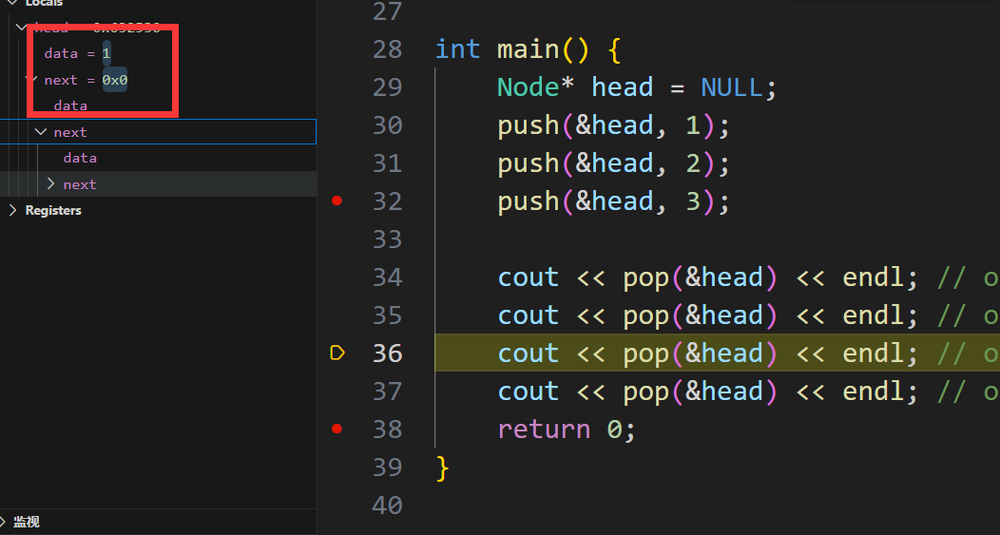 Locals
data = 1
next = 0x0
data
next
data
next
Registers
监视
27
28 int main() {
29 Node* head = NULL;
30 push(&head, 1);
31 push(&head, 2);
32 push(&head, 3);
33
34 cout << pop(&head) << endl; // o
35 cout << pop(&head) << endl; // o
36 cout << pop(&head) << endl; // o
37 cout << pop(&head) << endl; // o
38 return 0;
39 }
40